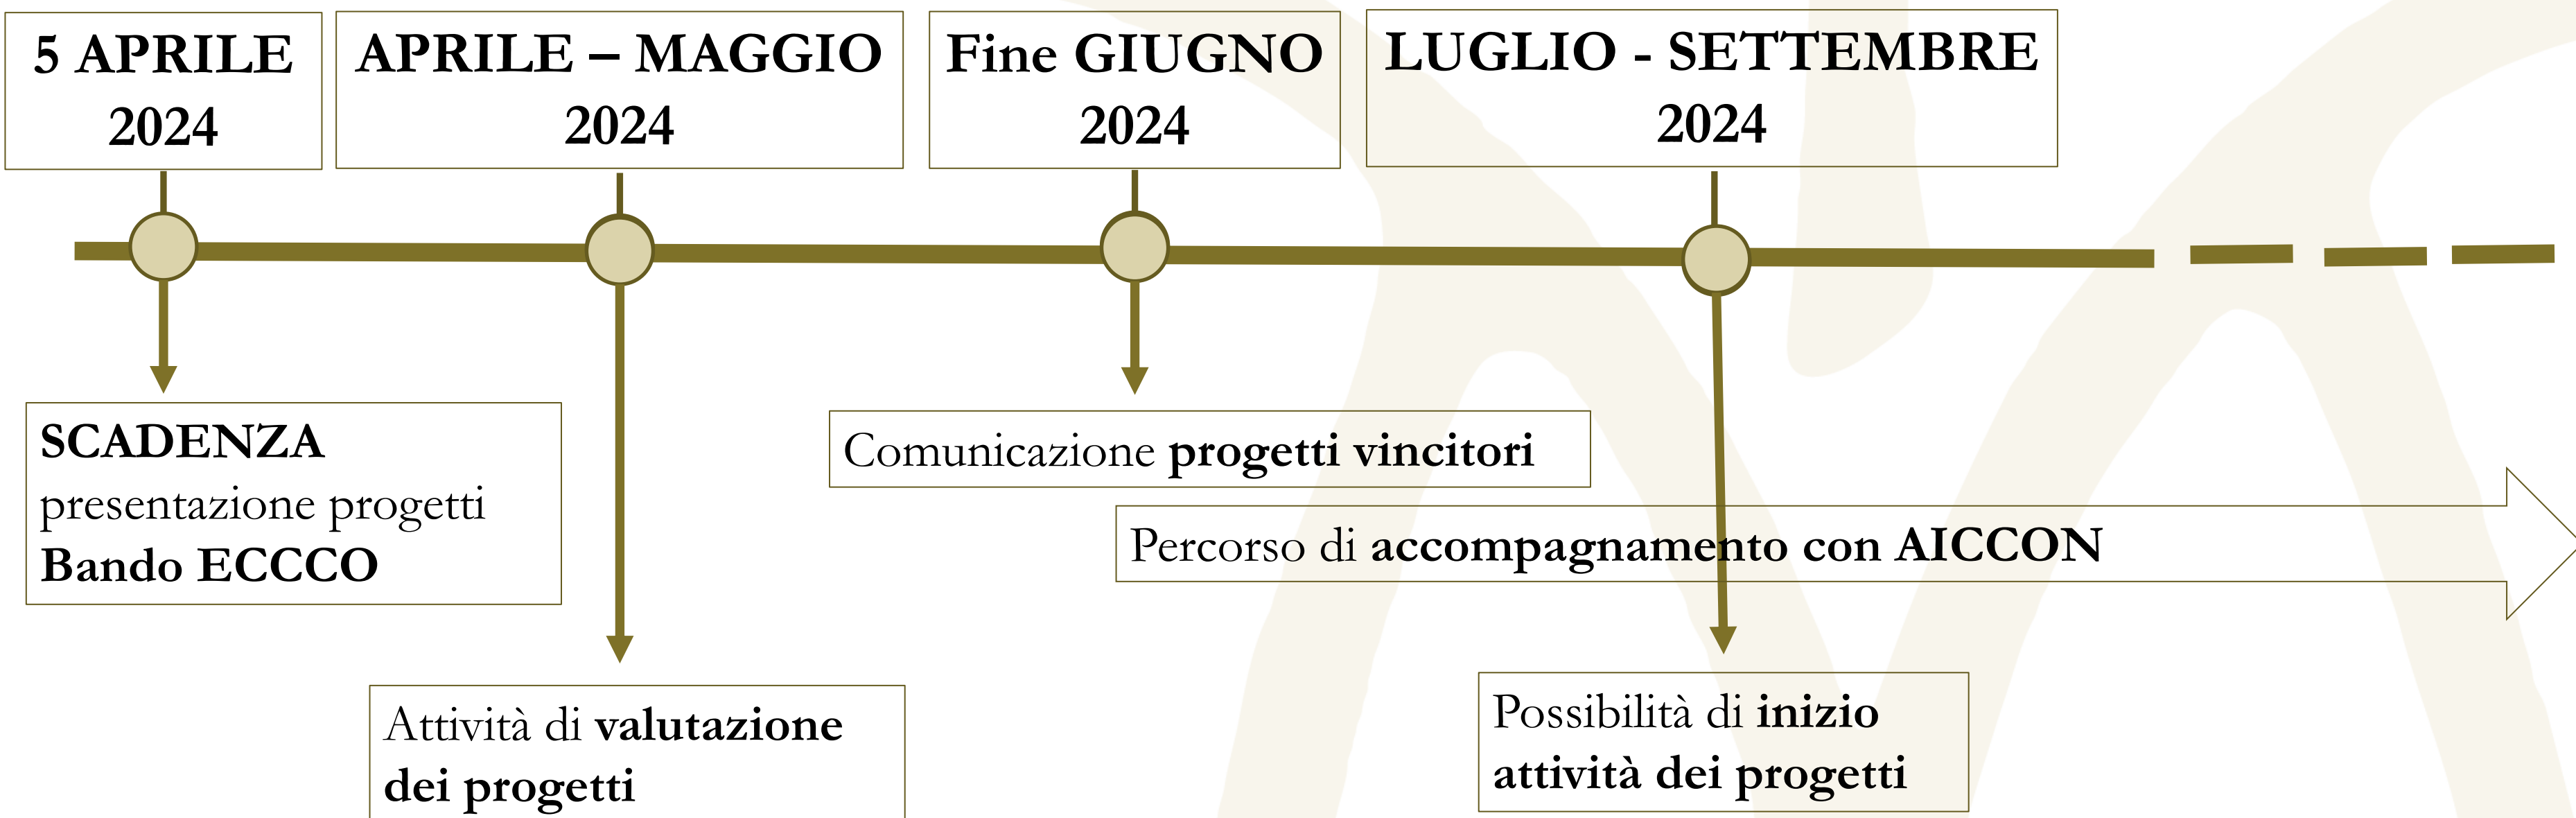 5 APRILE
2024
APRILE – MAGGIO
2024
Fine GIUGNO
2024
LUGLIO - SETTEMBRE
2024
SCADENZA
presentazione progetti
Bando ECCCO
Comunicazione progetti vincitori
Percorso di accompagnamento con AICCON
Attività di valutazione
dei progetti
Possibilità di inizio
attività dei progetti